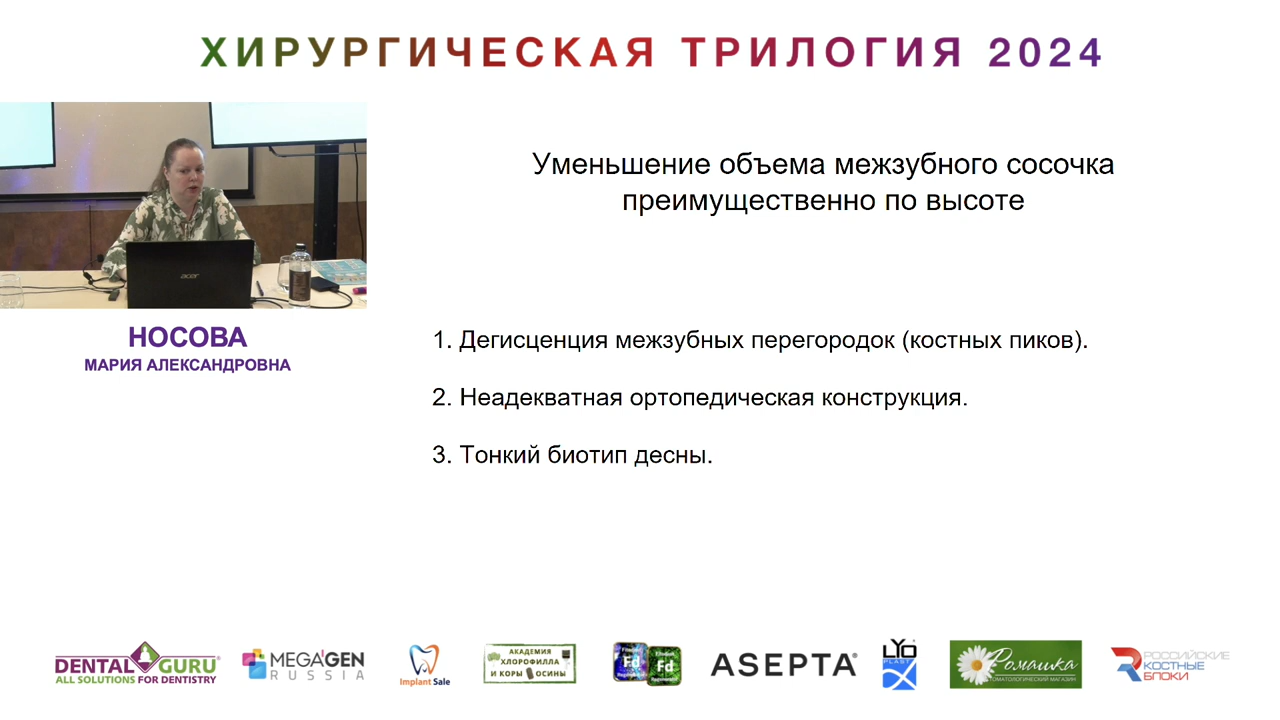 ХИРУРГИЧЕСКАЯ ТРИЛОГИЯ 2024
Уменьшение объема межзубного сосочка
преимущественно по высоте
acer
НОСОВА
МАРИЯ АЛЕКСАНДРОВНА
1. Дегисценция межзубных перегородок (костных пиков).
2. Неадекватная ортопедическая конструкция.
3. Тонкий биотип десны.
DENTAL GURU
ALL SOLUTIONS FOR DENTISTRY
MEGA'GEN
RUSSIA
Implant Sale
АКАДЕМИЯ
ХЛОРОФИЛЛА
И КОРЫ ОСИНЫ
Fd
Fd
ASEPTA®
LYO
PLAST
Ромашка
СТОМАТОЛОГИЧЕСКИЙ МАГАЗИН
РОССИЙСКИЕ
КОСТНЫЕ
БЛОКИ